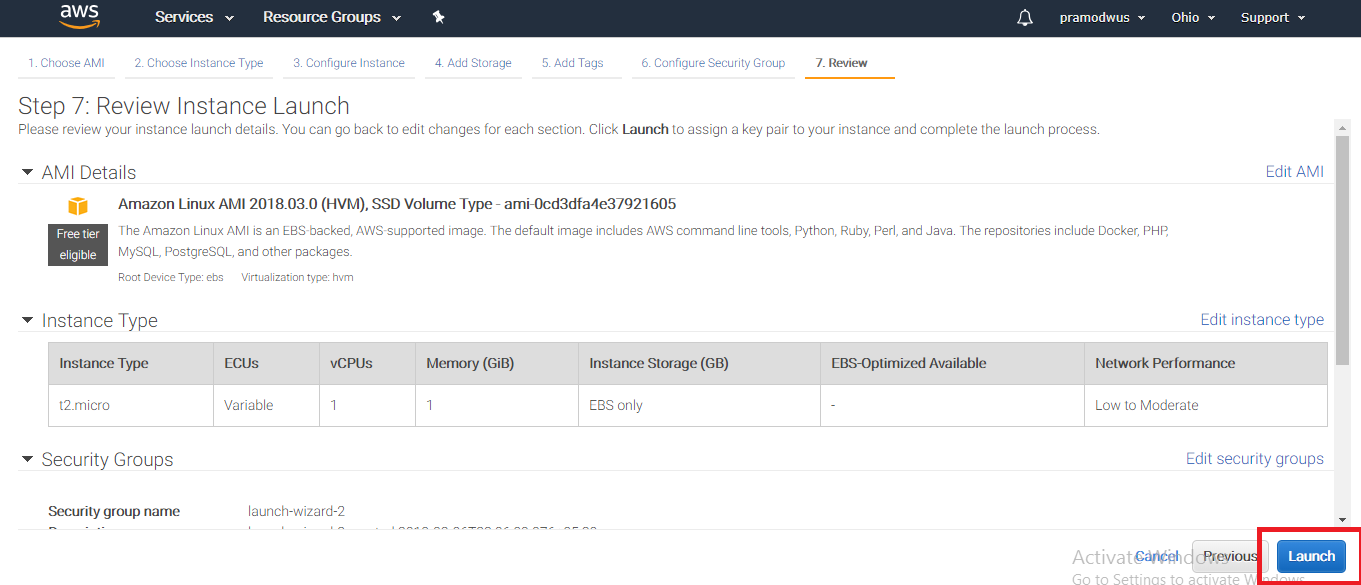 aws Services Resource Groups pramodwus Ohio Support
1. Choose AMI 2. Choose Instance Type 3. Configure Instance 4. Add Storage 5. Add Tags 6. Configure Security Group 7. Review
Step 7: Review Instance Launch
Please review your instance launch details. You can go back to edit changes for each section. Click Launch to assign a key pair to your instance and complete the launch process.
AMI Details Edit AMI
Amazon Linux AMI 2018.03.0 (HVM), SSD Volume Type - ami-0cd3dfa4e37921605
Free tier
eligible
The Amazon Linux AMI is an EBS-backed, AWS-supported image. The default image includes AWS command line tools, Python, Ruby, Perl, and Java. The repositories include Docker, PHP,
MySQL, PostgreSQL, and other packages.
Root Device Type: ebs Virtualization type: hvm
Instance Type Edit instance type
Instance Type ECUs vCPUs Memory (GiB) Instance Storage (GB) EBS-Optimized Available Network Performance
t2.micro Variable 1 1 EBS only - Low to Moderate
Security Groups Edit security groups
Security group name launch-wizard-2
Cancel Previous Launch
Activate Windows
Go to Settings to activate Windows.